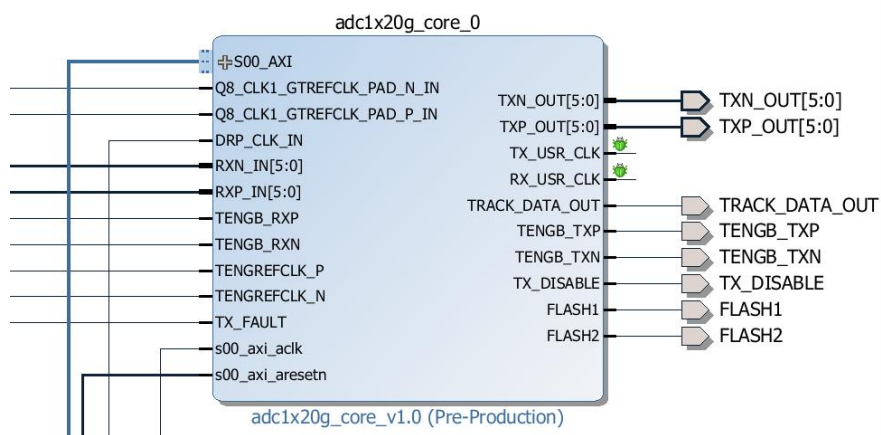 adc1x20g_core_0
S00_AXI
Q8_CLK1_GTREFCLK_PAD_N_IN
Q8_CLK1_GTREFCLK_PAD_P_IN
DRP_CLK_IN
RXN_IN[5:0]
RXP_IN[5:0]
TENGB_RXP
TENGB_RXN
TENGREFCLK_P
TENGREFCLK_N
TX_FAULT
s00_axi_aclk
s00_axi_aresetn
TXN_OUT[5:0]
TXP_OUT[5:0]
TX_USR_CLK
RX_USR_CLK
TRACK_DATA_OUT
TENGB_TXP
TENGB_TXN
TX_DISABLE
FLASH1
FLASH2
TXN_OUT[5:0]
TXP_OUT[5:0]
TRACK_DATA_OUT
TENGB_TXP
TENGB_TXN
TX_DISABLE
FLASH1
FLASH2
adc1x20g_core_v1.0 (Pre-Production)